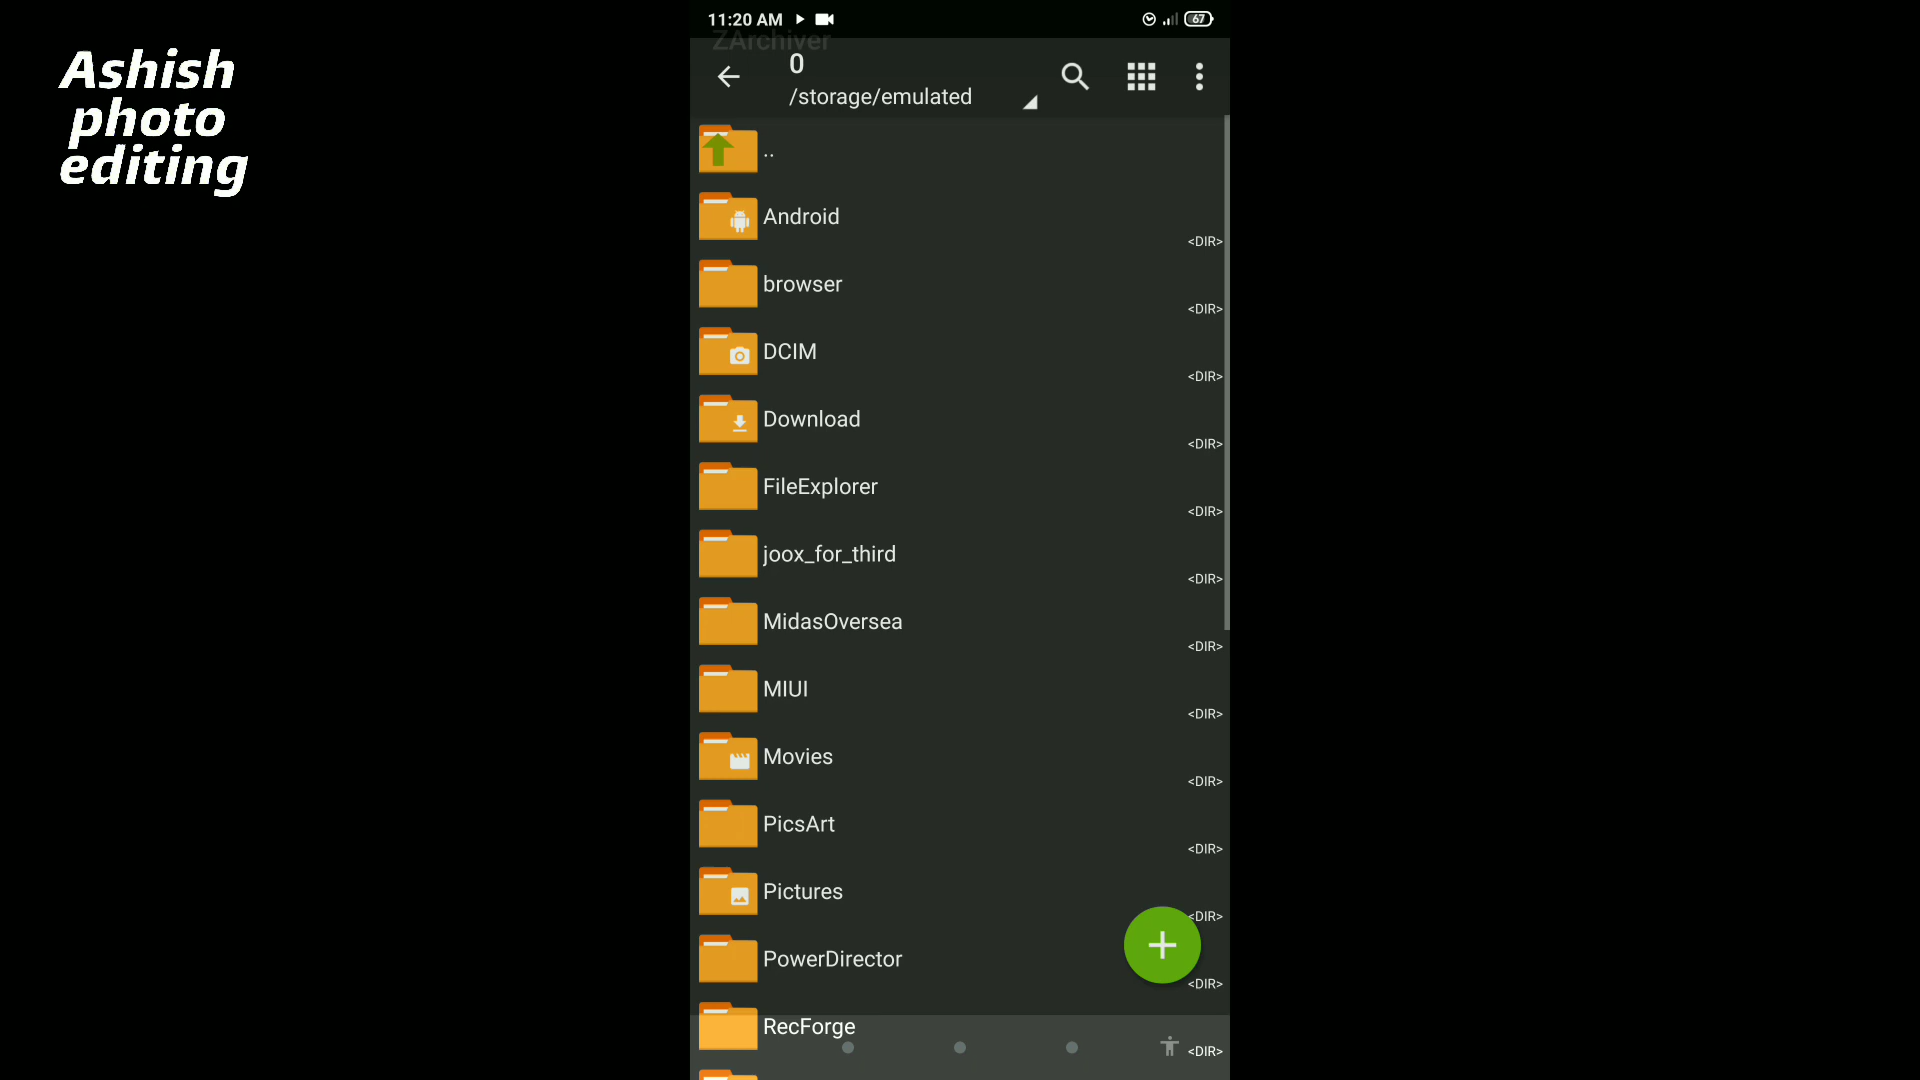 Ashish
photo
editing
11:20 AM
67
ZArchiver
0
/storage/emulated
..
Android
<DIR>
browser
<DIR>
DCIM
<DIR>
Download
<DIR>
FileExplorer
<DIR>
joox_for_third
<DIR>
MidasOversea
<DIR>
MIUI
<DIR>
Movies
<DIR>
PicsArt
<DIR>
Pictures
<DIR>
PowerDirector
<DIR>
RecForge
<DIR>